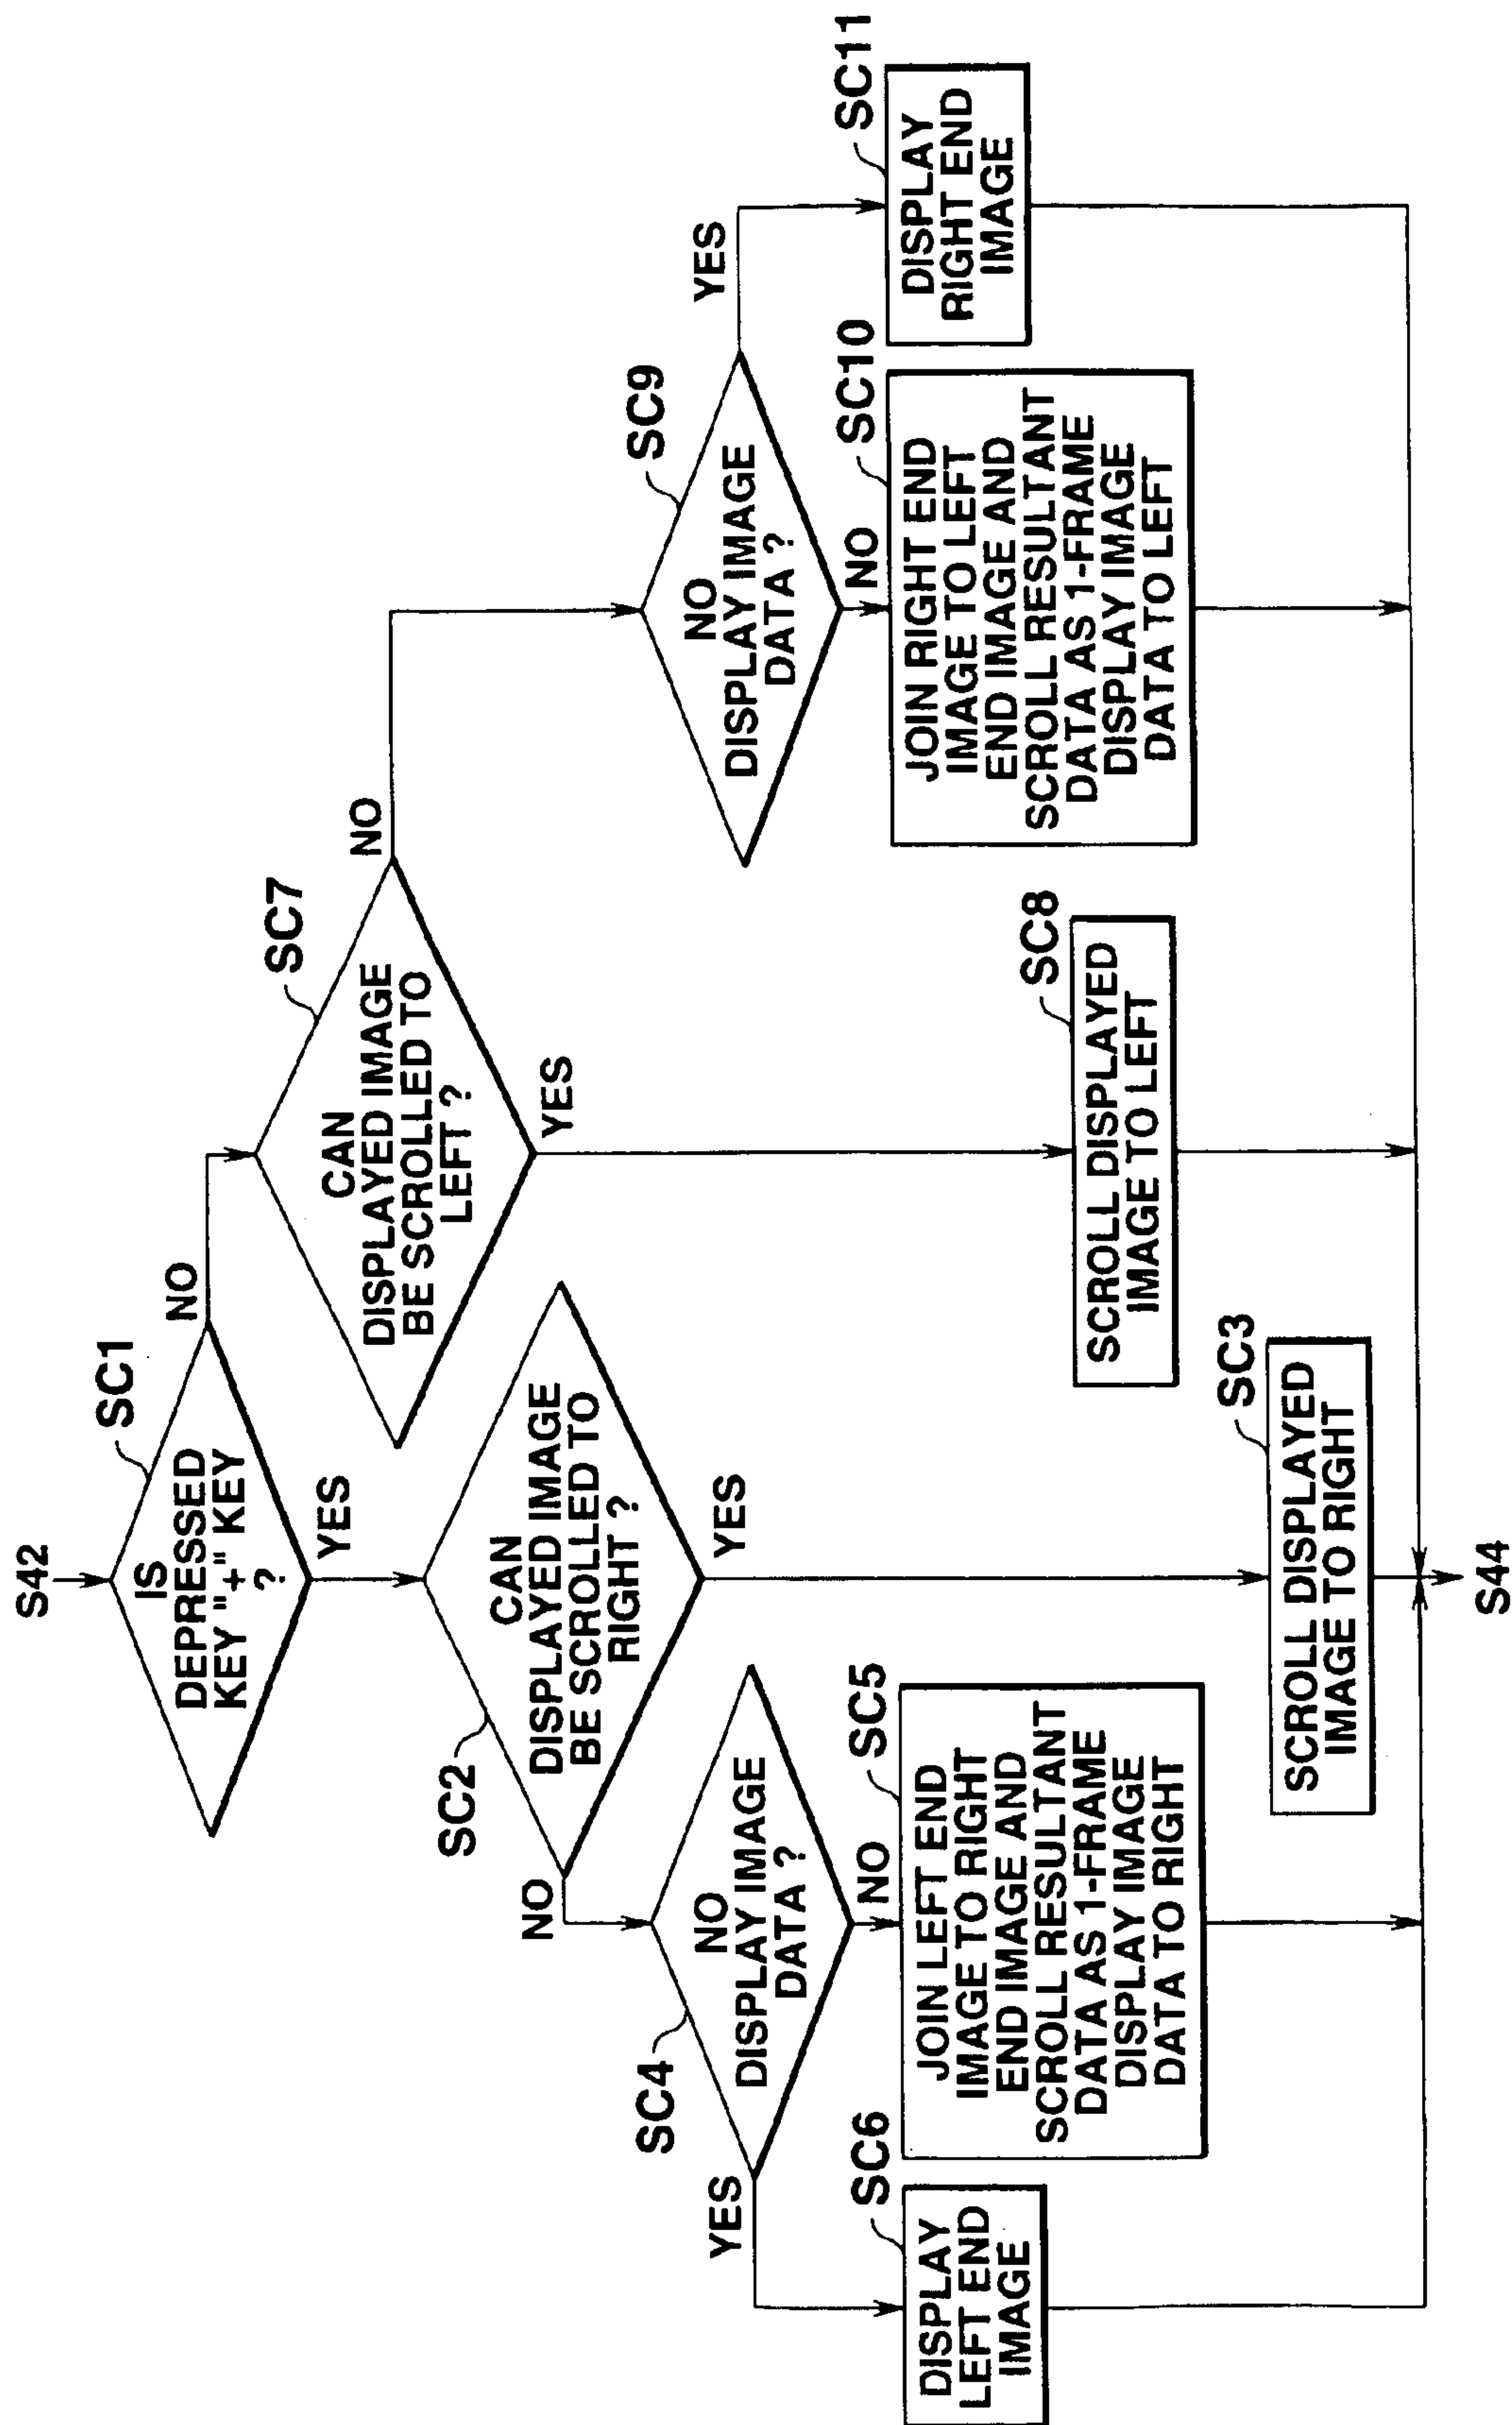 S42
SC1
IS
DEPRESSED
KEY "+" KEY
?
NO
YES
SC2
CAN
DISPLAYED IMAGE
BE SCROLLED TO
RIGHT ?
NO
YES
SC7
CAN
DISPLAYED IMAGE
BE SCROLLED TO
LEFT ?
NO
YES
SC4
NO
DISPLAY IMAGE
DATA ?
YES
NO
SC9
NO
DISPLAY IMAGE
DATA ?
YES
NO
SC6
DISPLAY
LEFT END
IMAGE
SC5
JOIN LEFT END
IMAGE TO RIGHT
END IMAGE AND
SCROLL RESULTANT
DATA AS 1-FRAME
DISPLAY IMAGE
DATA TO RIGHT
SC3
SCROLL DISPLAYED
IMAGE TO RIGHT
SC8
SCROLL DISPLAYED
IMAGE TO LEFT
SC10
JOIN RIGHT END
IMAGE TO LEFT
END IMAGE AND
SCROLL RESULTANT
DATA AS 1-FRAME
DISPLAY IMAGE
DATA TO LEFT
SC11
DISPLAY
RIGHT END
IMAGE
S44